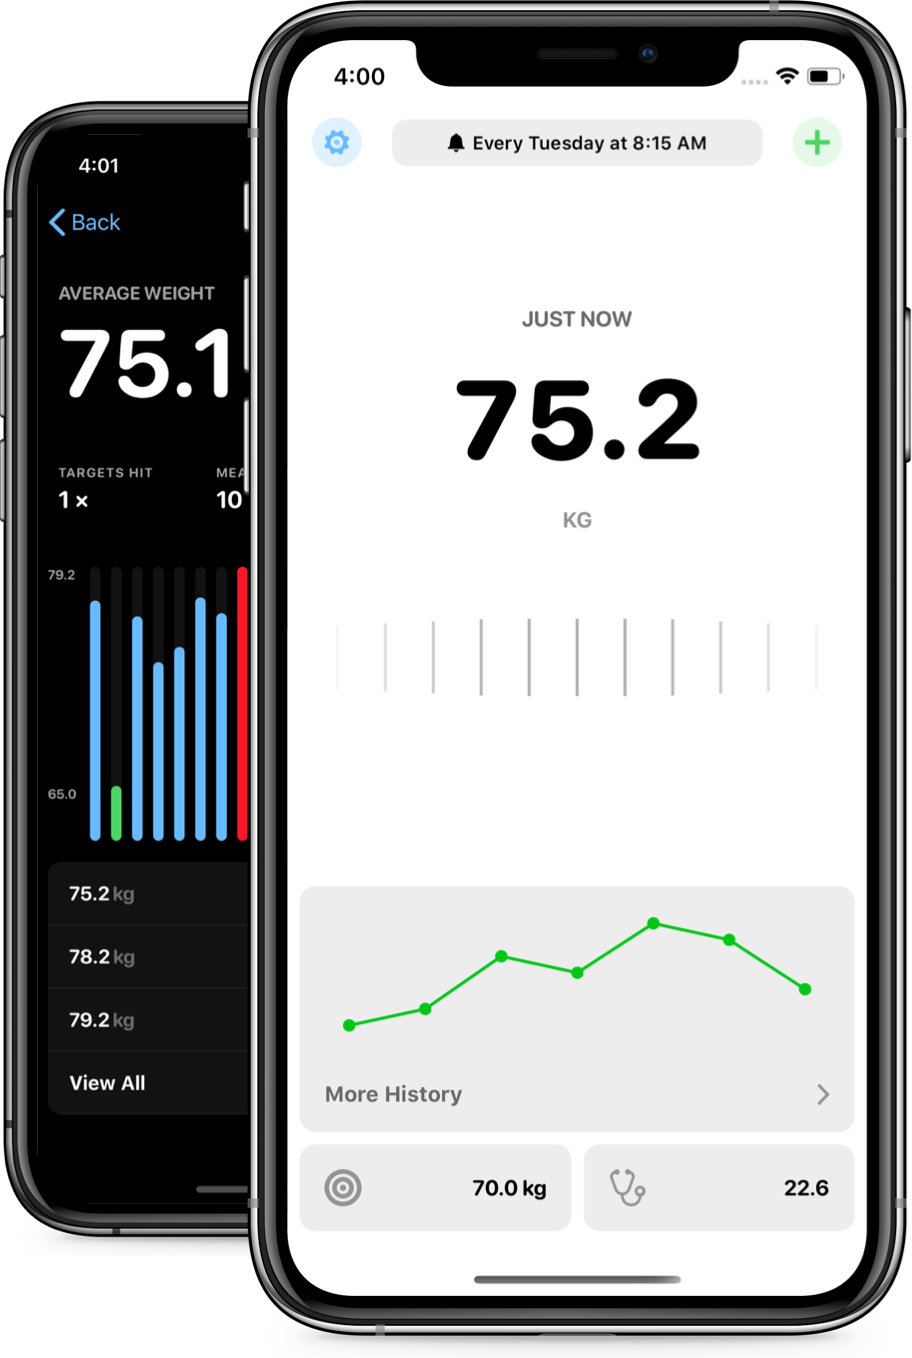 4:01
Back
AVERAGE WEIGHT
75.1
TARGETS HIT
1 ×
10
79.2
65.0
75.2 kg
78.2 kg
79.2 kg
View All
4:00
Every Tuesday at 8:15 AM
JUST NOW
75.2
KG
More History
70.0 kg
22.6